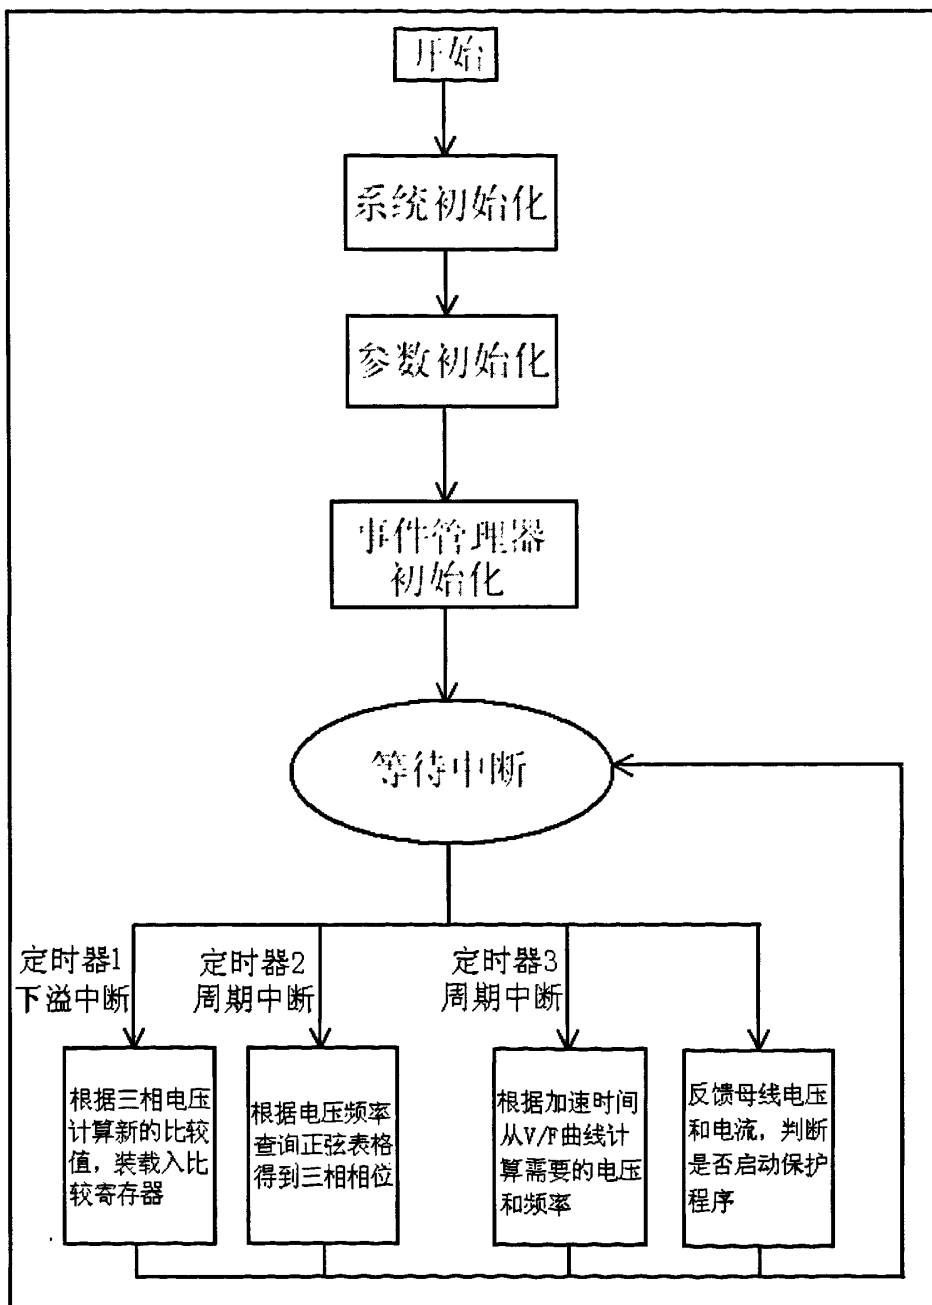 开始
系统初始化
参数初始化
事件管理器
初始化
等待中断
定时器1
下溢中断
定时器2
周期中断
定时器3
周期中断
根据三相电压
计算新的比较
值，装载入比
较寄存器
根据电压频率
查询正弦表格
得到三相相位
根据加速时间
从V/F曲线计
算需要的电压
和频率
反馈母线电压
和电流，判断
是否启动保护
程序